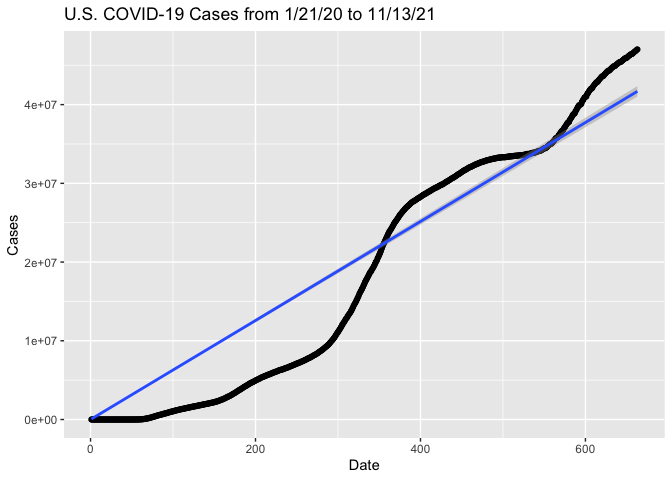 U.S. COVID-19 Cases from 1/21/20 to 11/13/21
Cases
4e+07
3e+07
2e+07
1e+07
0e+00
0 200 400 600
Date